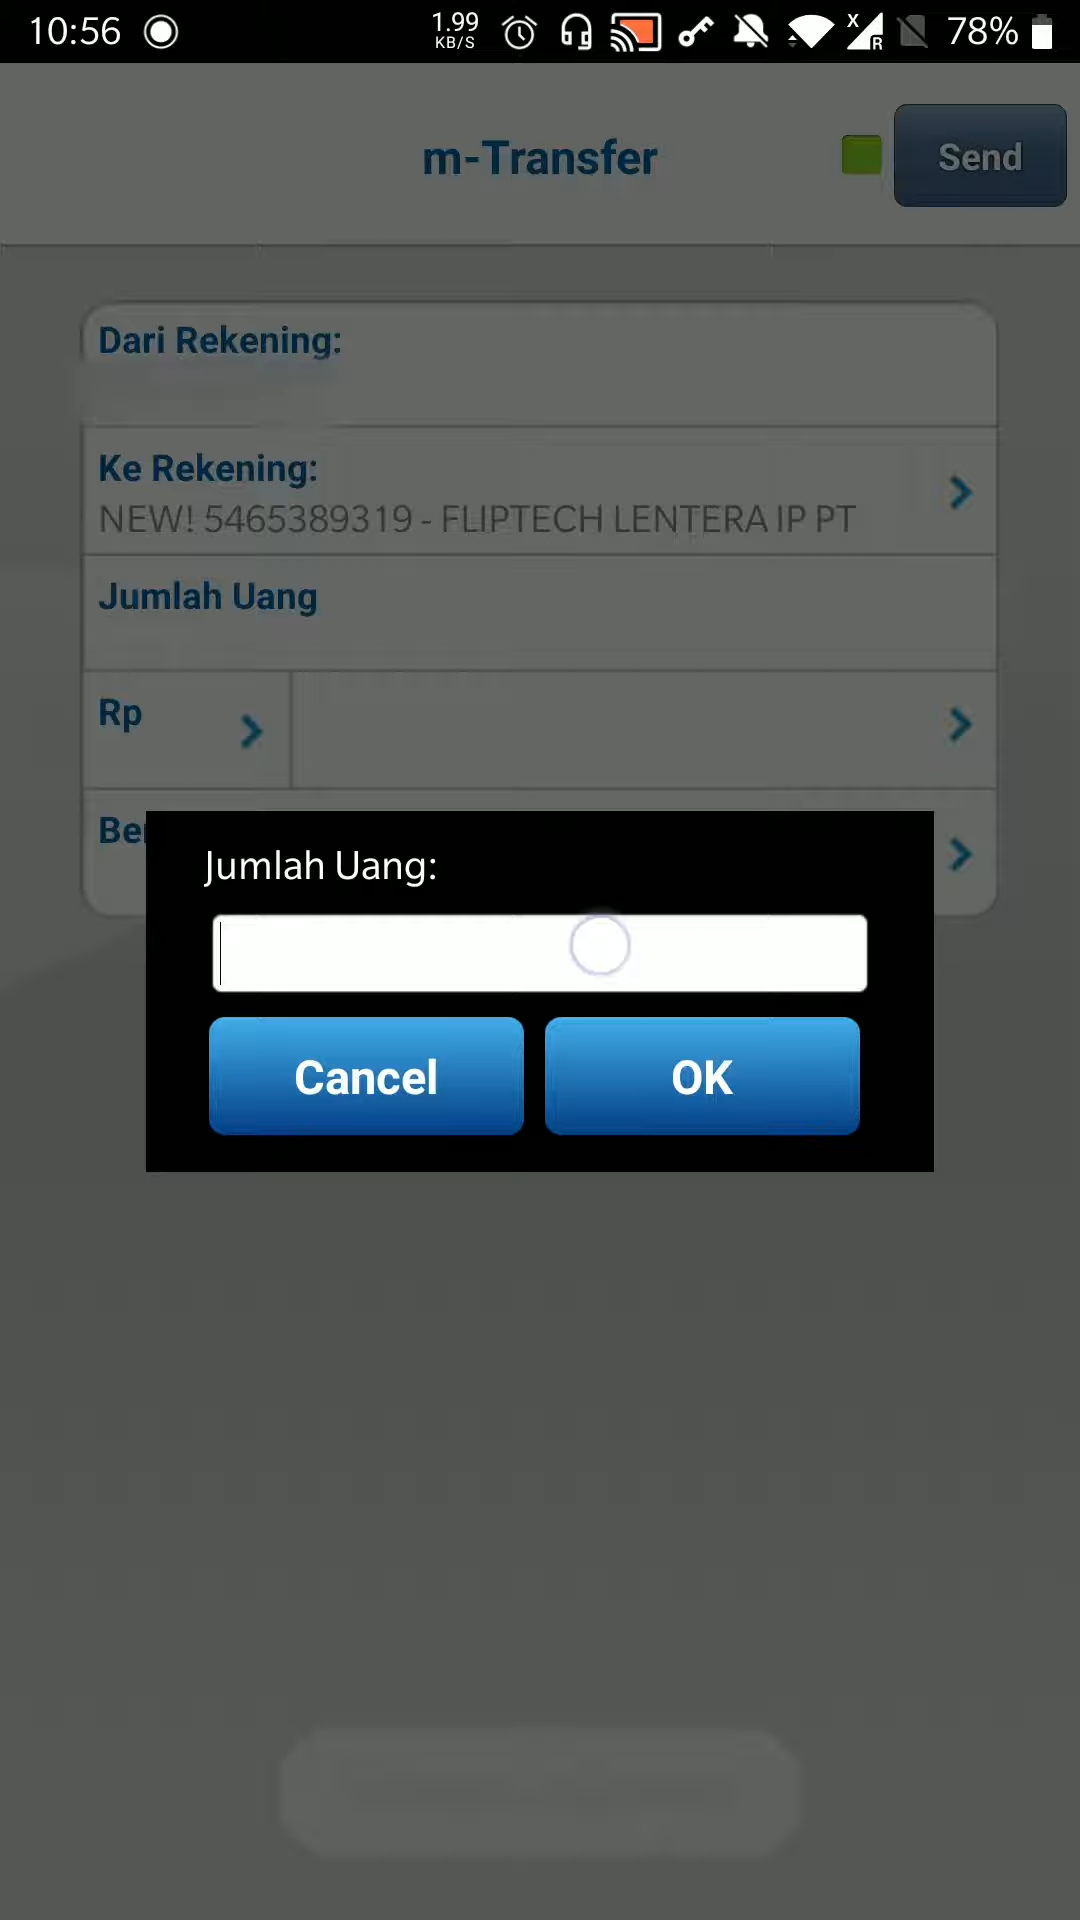 10:56
1.99
KB/S
X
R
78%
m-Transfer
Send
Dari Rekening:
Ke Rekening:
NEW! 5465389319 - FLIPTECH LENTERA IP PT
Jumlah Uang
Rp
Be
Jumlah Uang:
Cancel
OK